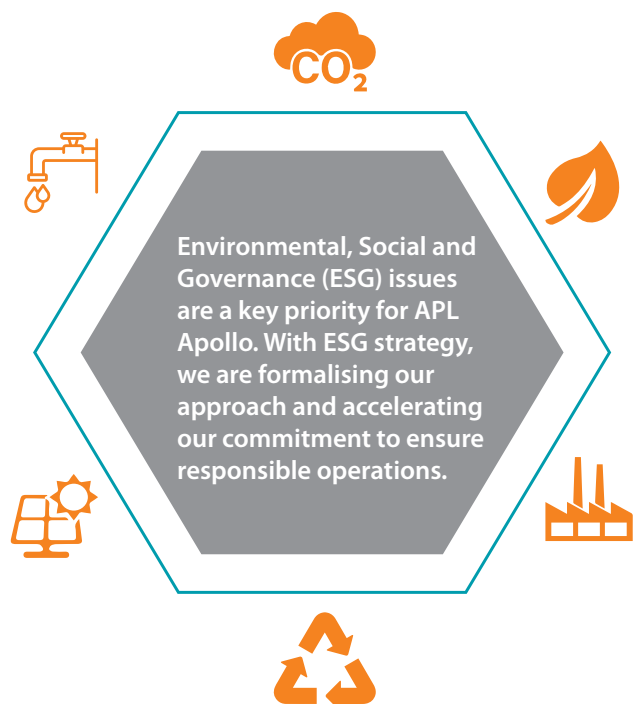 CO₂
Environmental, Social and
Governance (ESG) issues
are a key priority for APL
Apollo. With ESG strategy,
we are formalising our
approach and accelerating
our commitment to ensure
responsible operations.